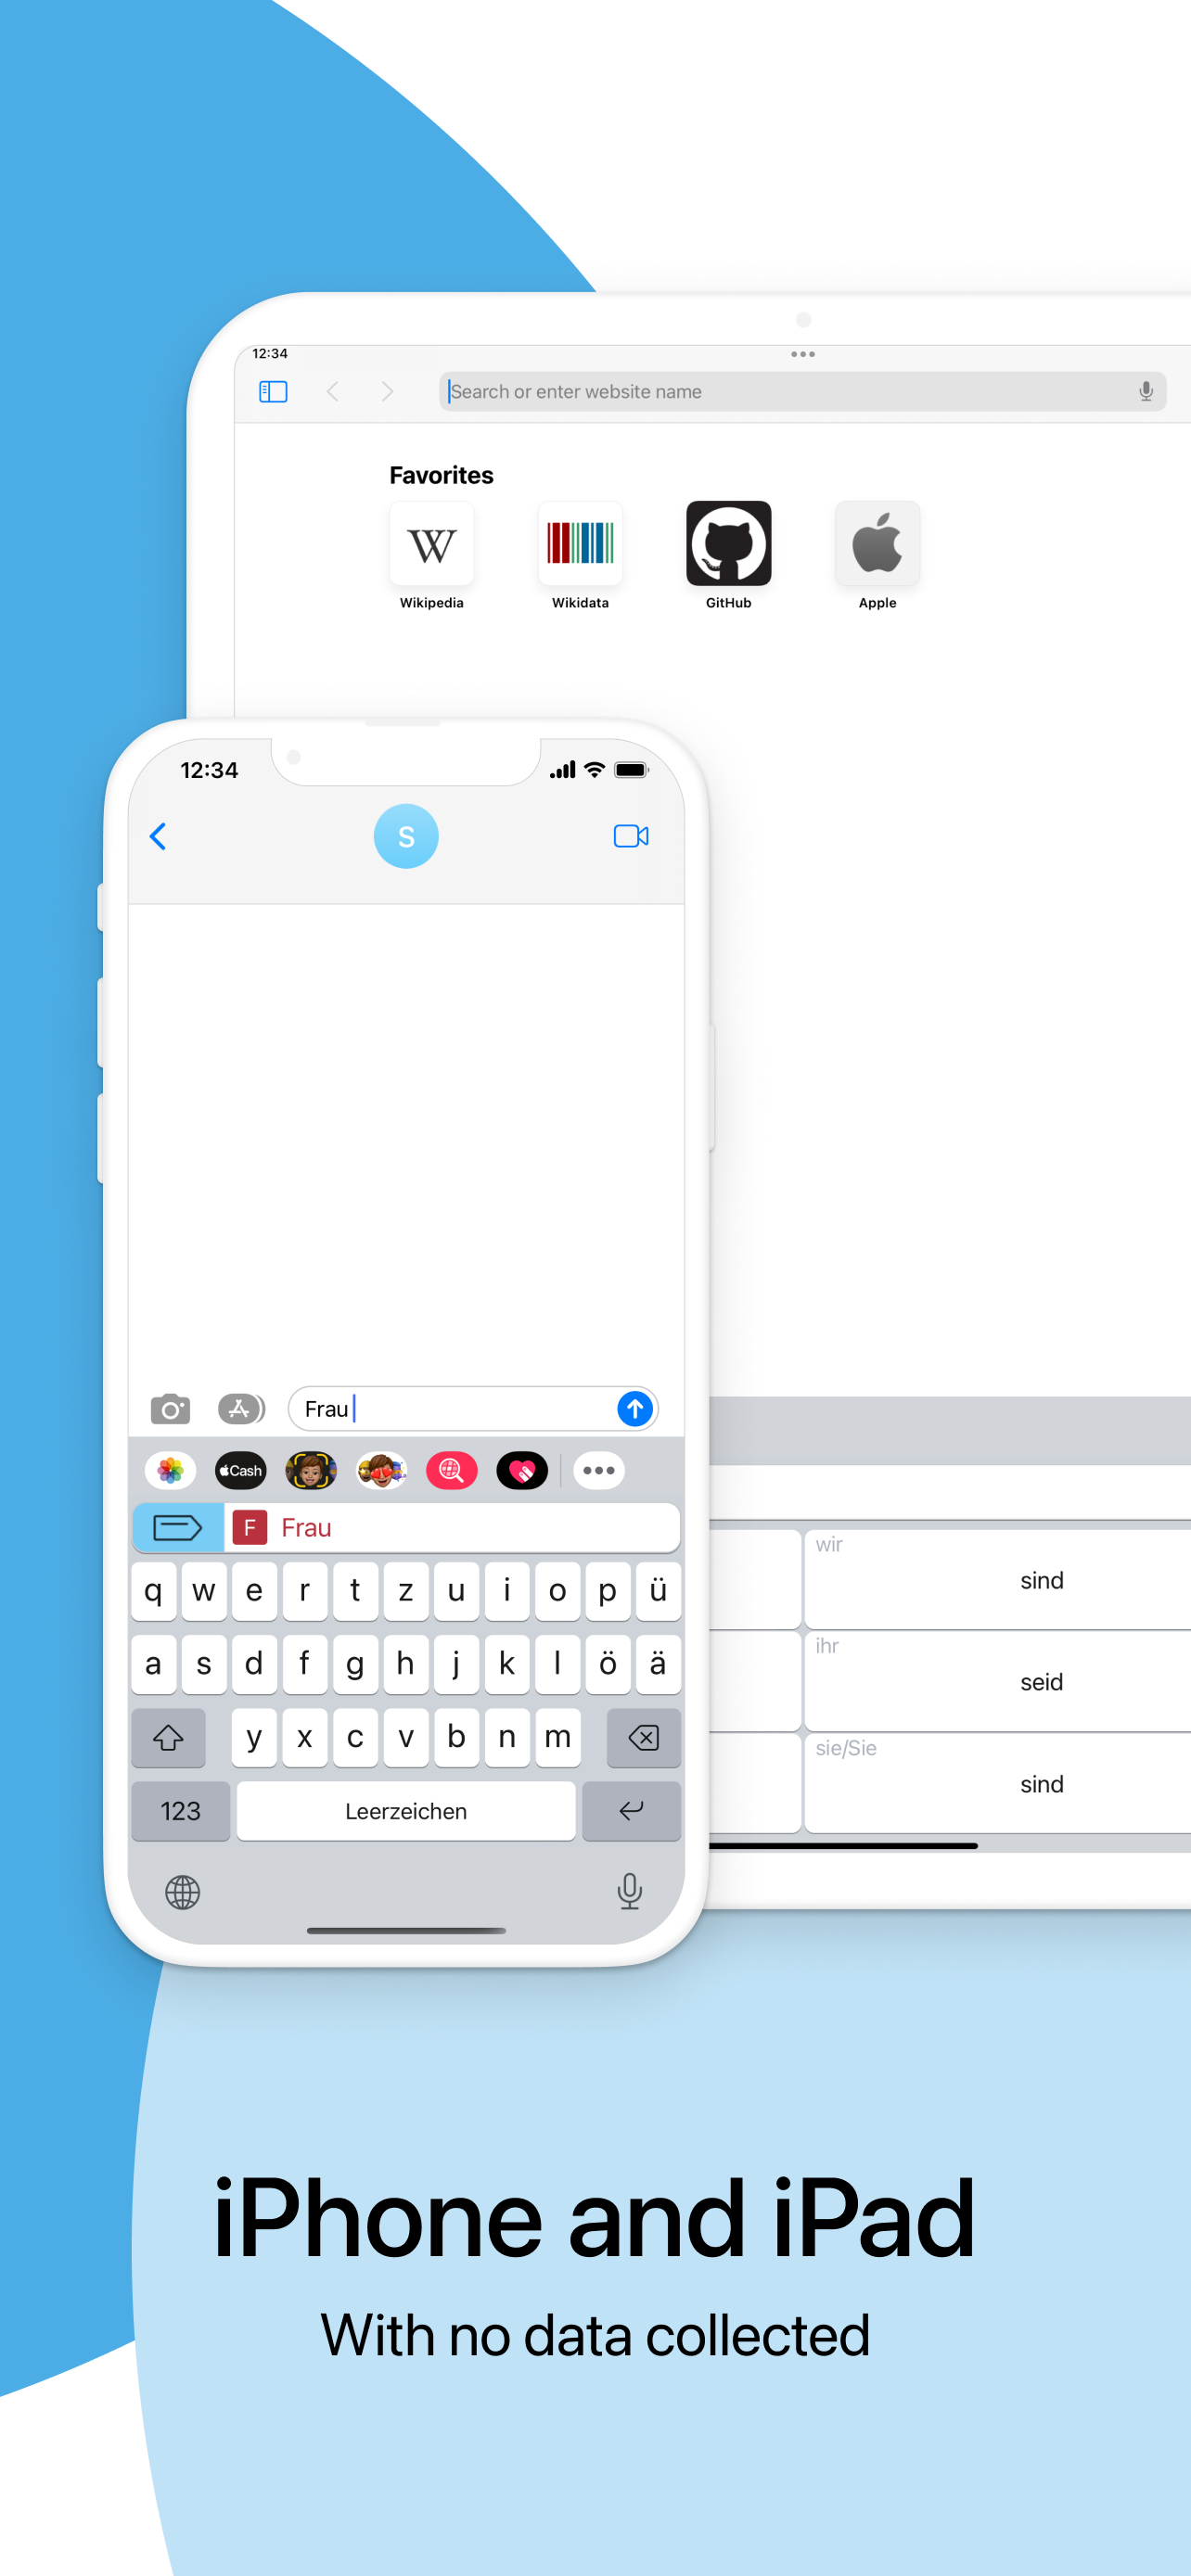 12:34
Search or enter website name
Favorites
W
Wikipedia
Wikidata
GitHub
Apple
12:34
S
Frau
Cash
F Frau
q w e r t z u i o p ü
a s d f g h j k l ö ä
y x c v b n m
123 Leerzeichen
wir
sind
ihr
seid
sie/Sie
sind
iPhone and iPad
With no data collected